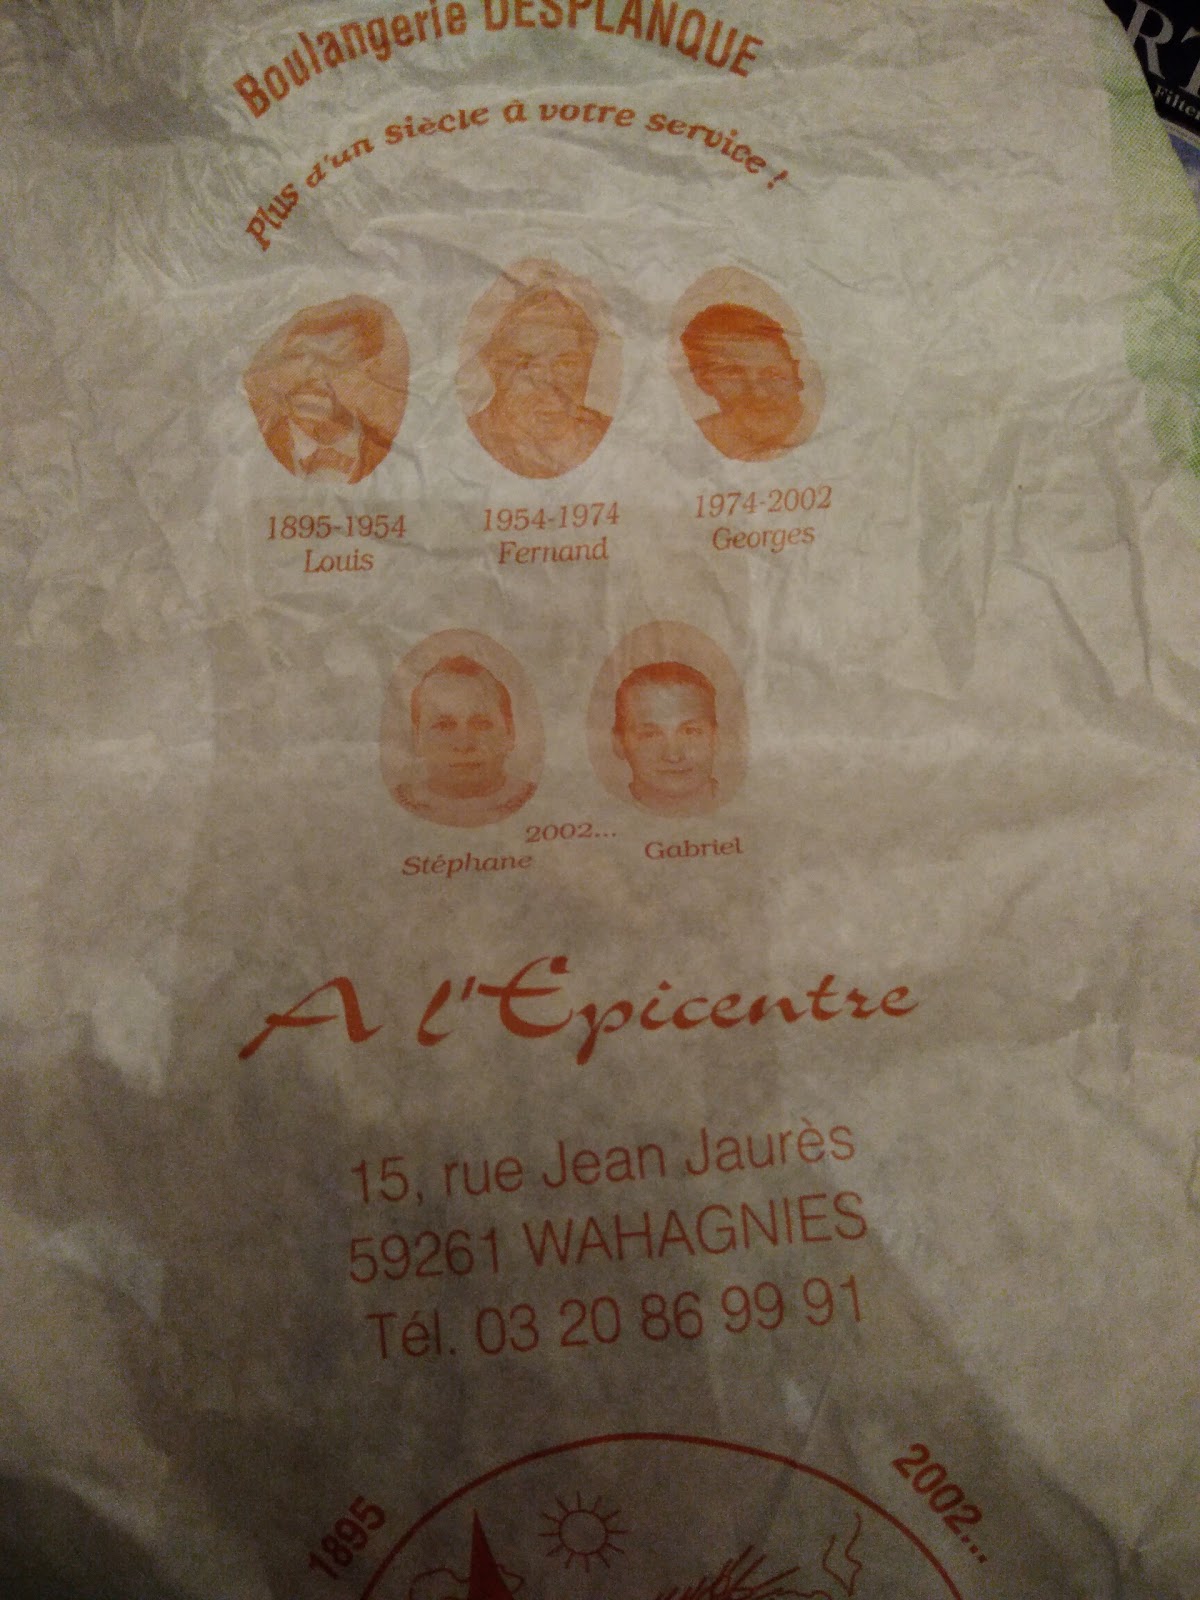 Boulangerie DESPLANQUE
Plus d'un siècle à votre service !
1895-1954
Louis
1954-1974
Fernand
1974-2002
Georges
2002...
Stéphane
Gabriel
A l'Epicentre
15, rue Jean Jaurès
59261 WAHAGNIES
Tél. 03 20 86 99 91
1895
2002...
Filter